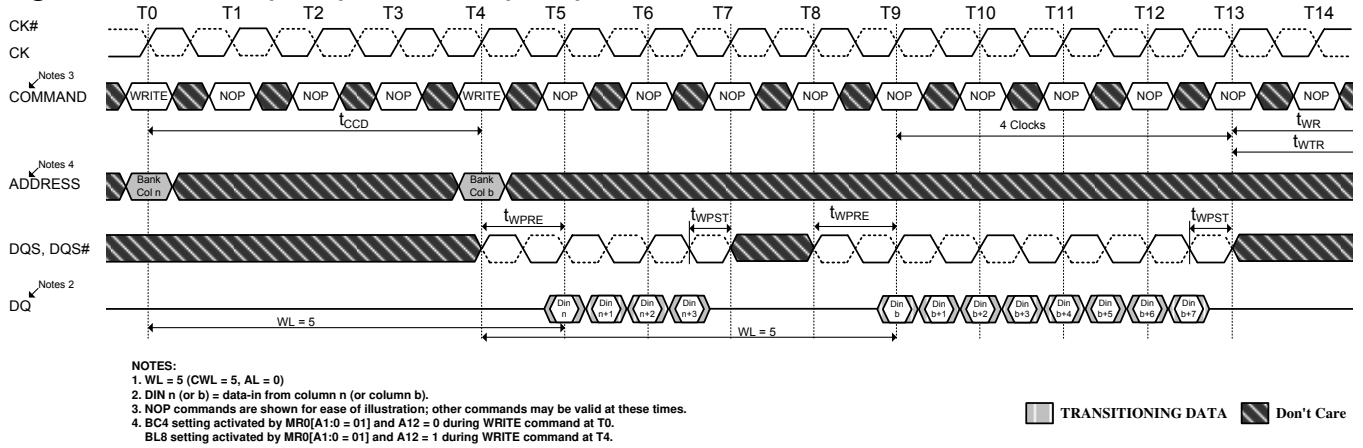 T0 T1 T2 T3 T4 T5 T6 T7 T8 T9 T10 T11 T12 T13 T14
CK#
CK
Notes 3
COMMAND
WRITE NOP NOP NOP WRITE NOP NOP NOP NOP NOP NOP NOP NOP NOP NOP
tCCD
4 Clocks
tWR
tWTR
Notes 4
ADDRESS
Bank Bank
Col n Col b
tWPRE tWPST tWPRE tWPST
DQS, DQS#
Notes 2
DQ
Din Din Din Din Din Din Din Din Din Din Din Din
n n+1 n+2 n+3 b b+1 b+2 b+3 b+4 b+5 b+6 b+7
WL = 5 WL = 5
NOTES:
1. WL = 5 (CWL = 5, AL = 0)
2. DIN n (or b) = data-in from column n (or column b).
3. NOP commands are shown for ease of illustration; other commands may be valid at these times.
4. BC4 setting activated by MR0[A1:0 = 01] and A12 = 0 during WRITE command at T0.
BL8 setting activated by MR0[A1:0 = 01] and A12 = 1 during WRITE command at T4.
TRANSITIONING DATA Don't Care